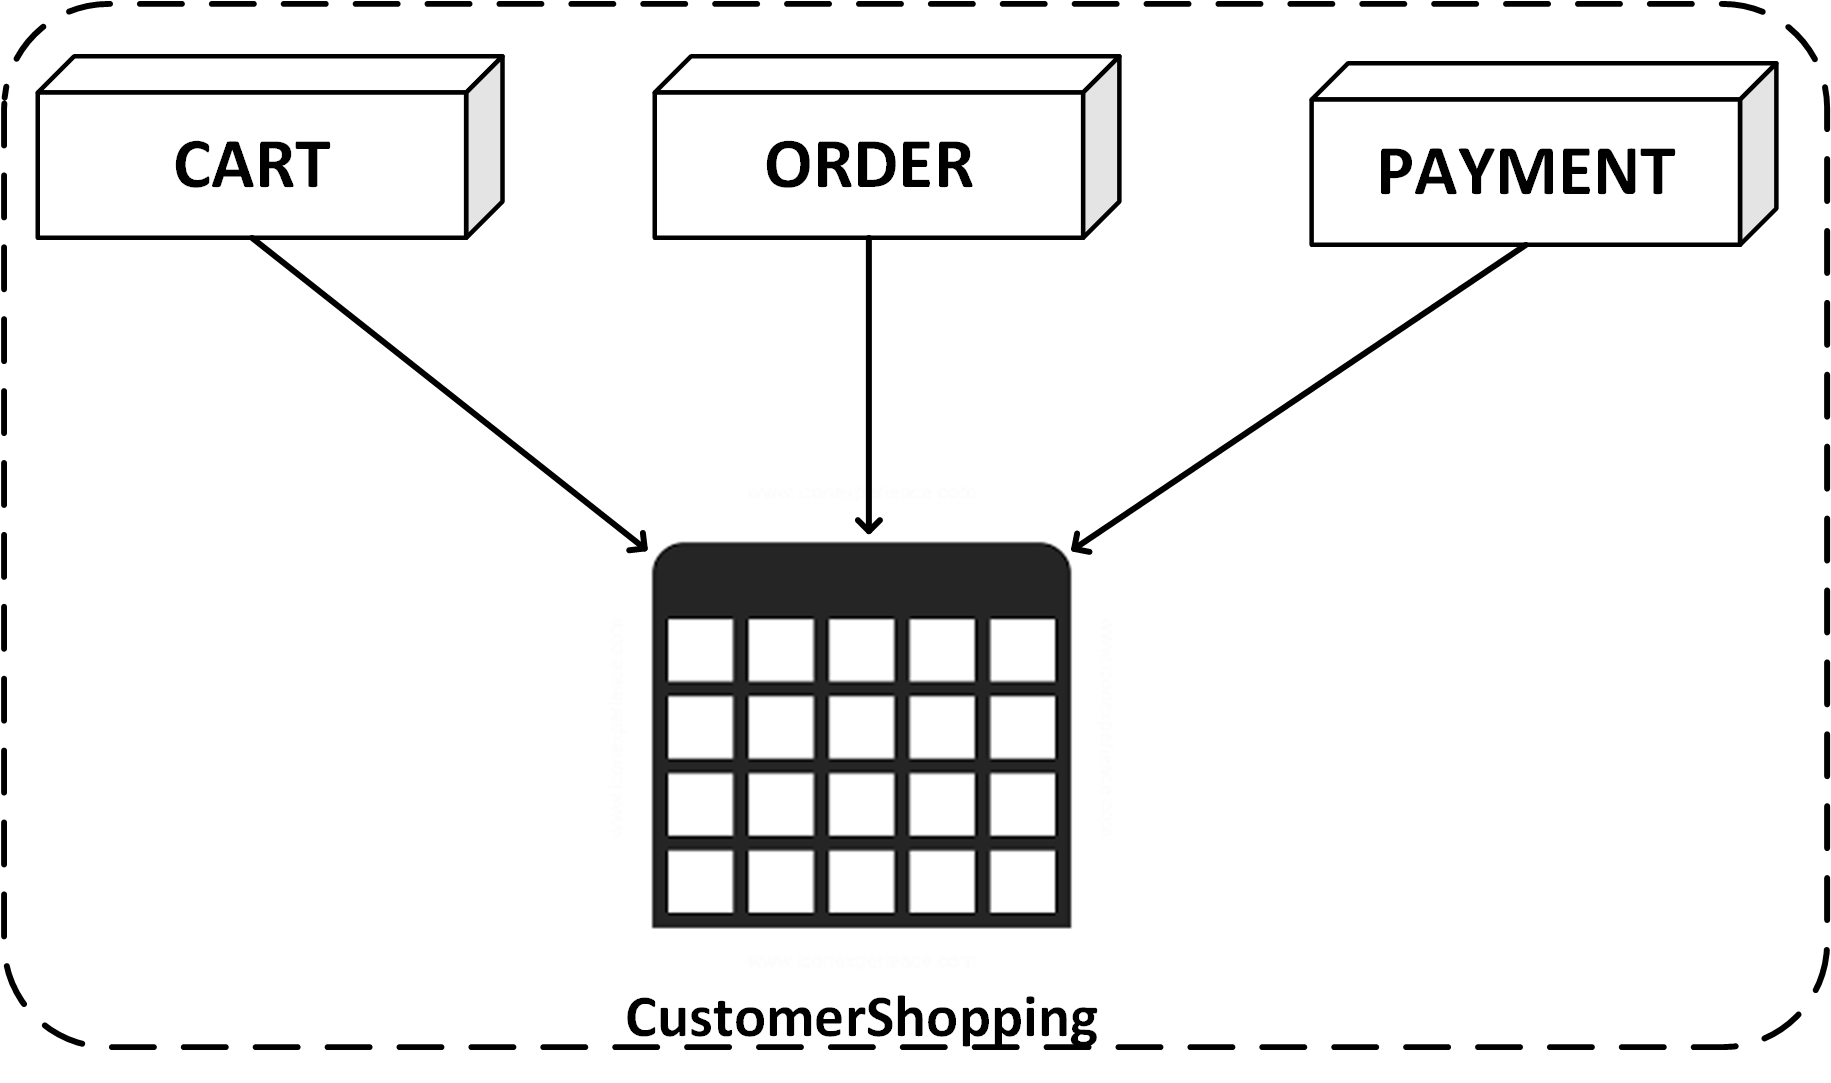 CART
ORDER
PAYMENT
CustomerShopping